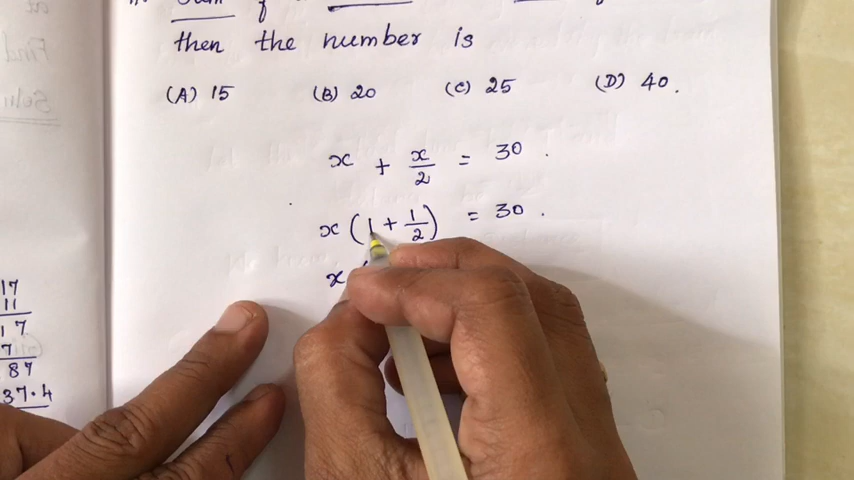 then the number is
(A) 15 (B) 20 (C) 25 (D) 40.
x + x/2 = 30.
x (1 + 1/2) = 30.
x
17
11
17
7
87
37.4